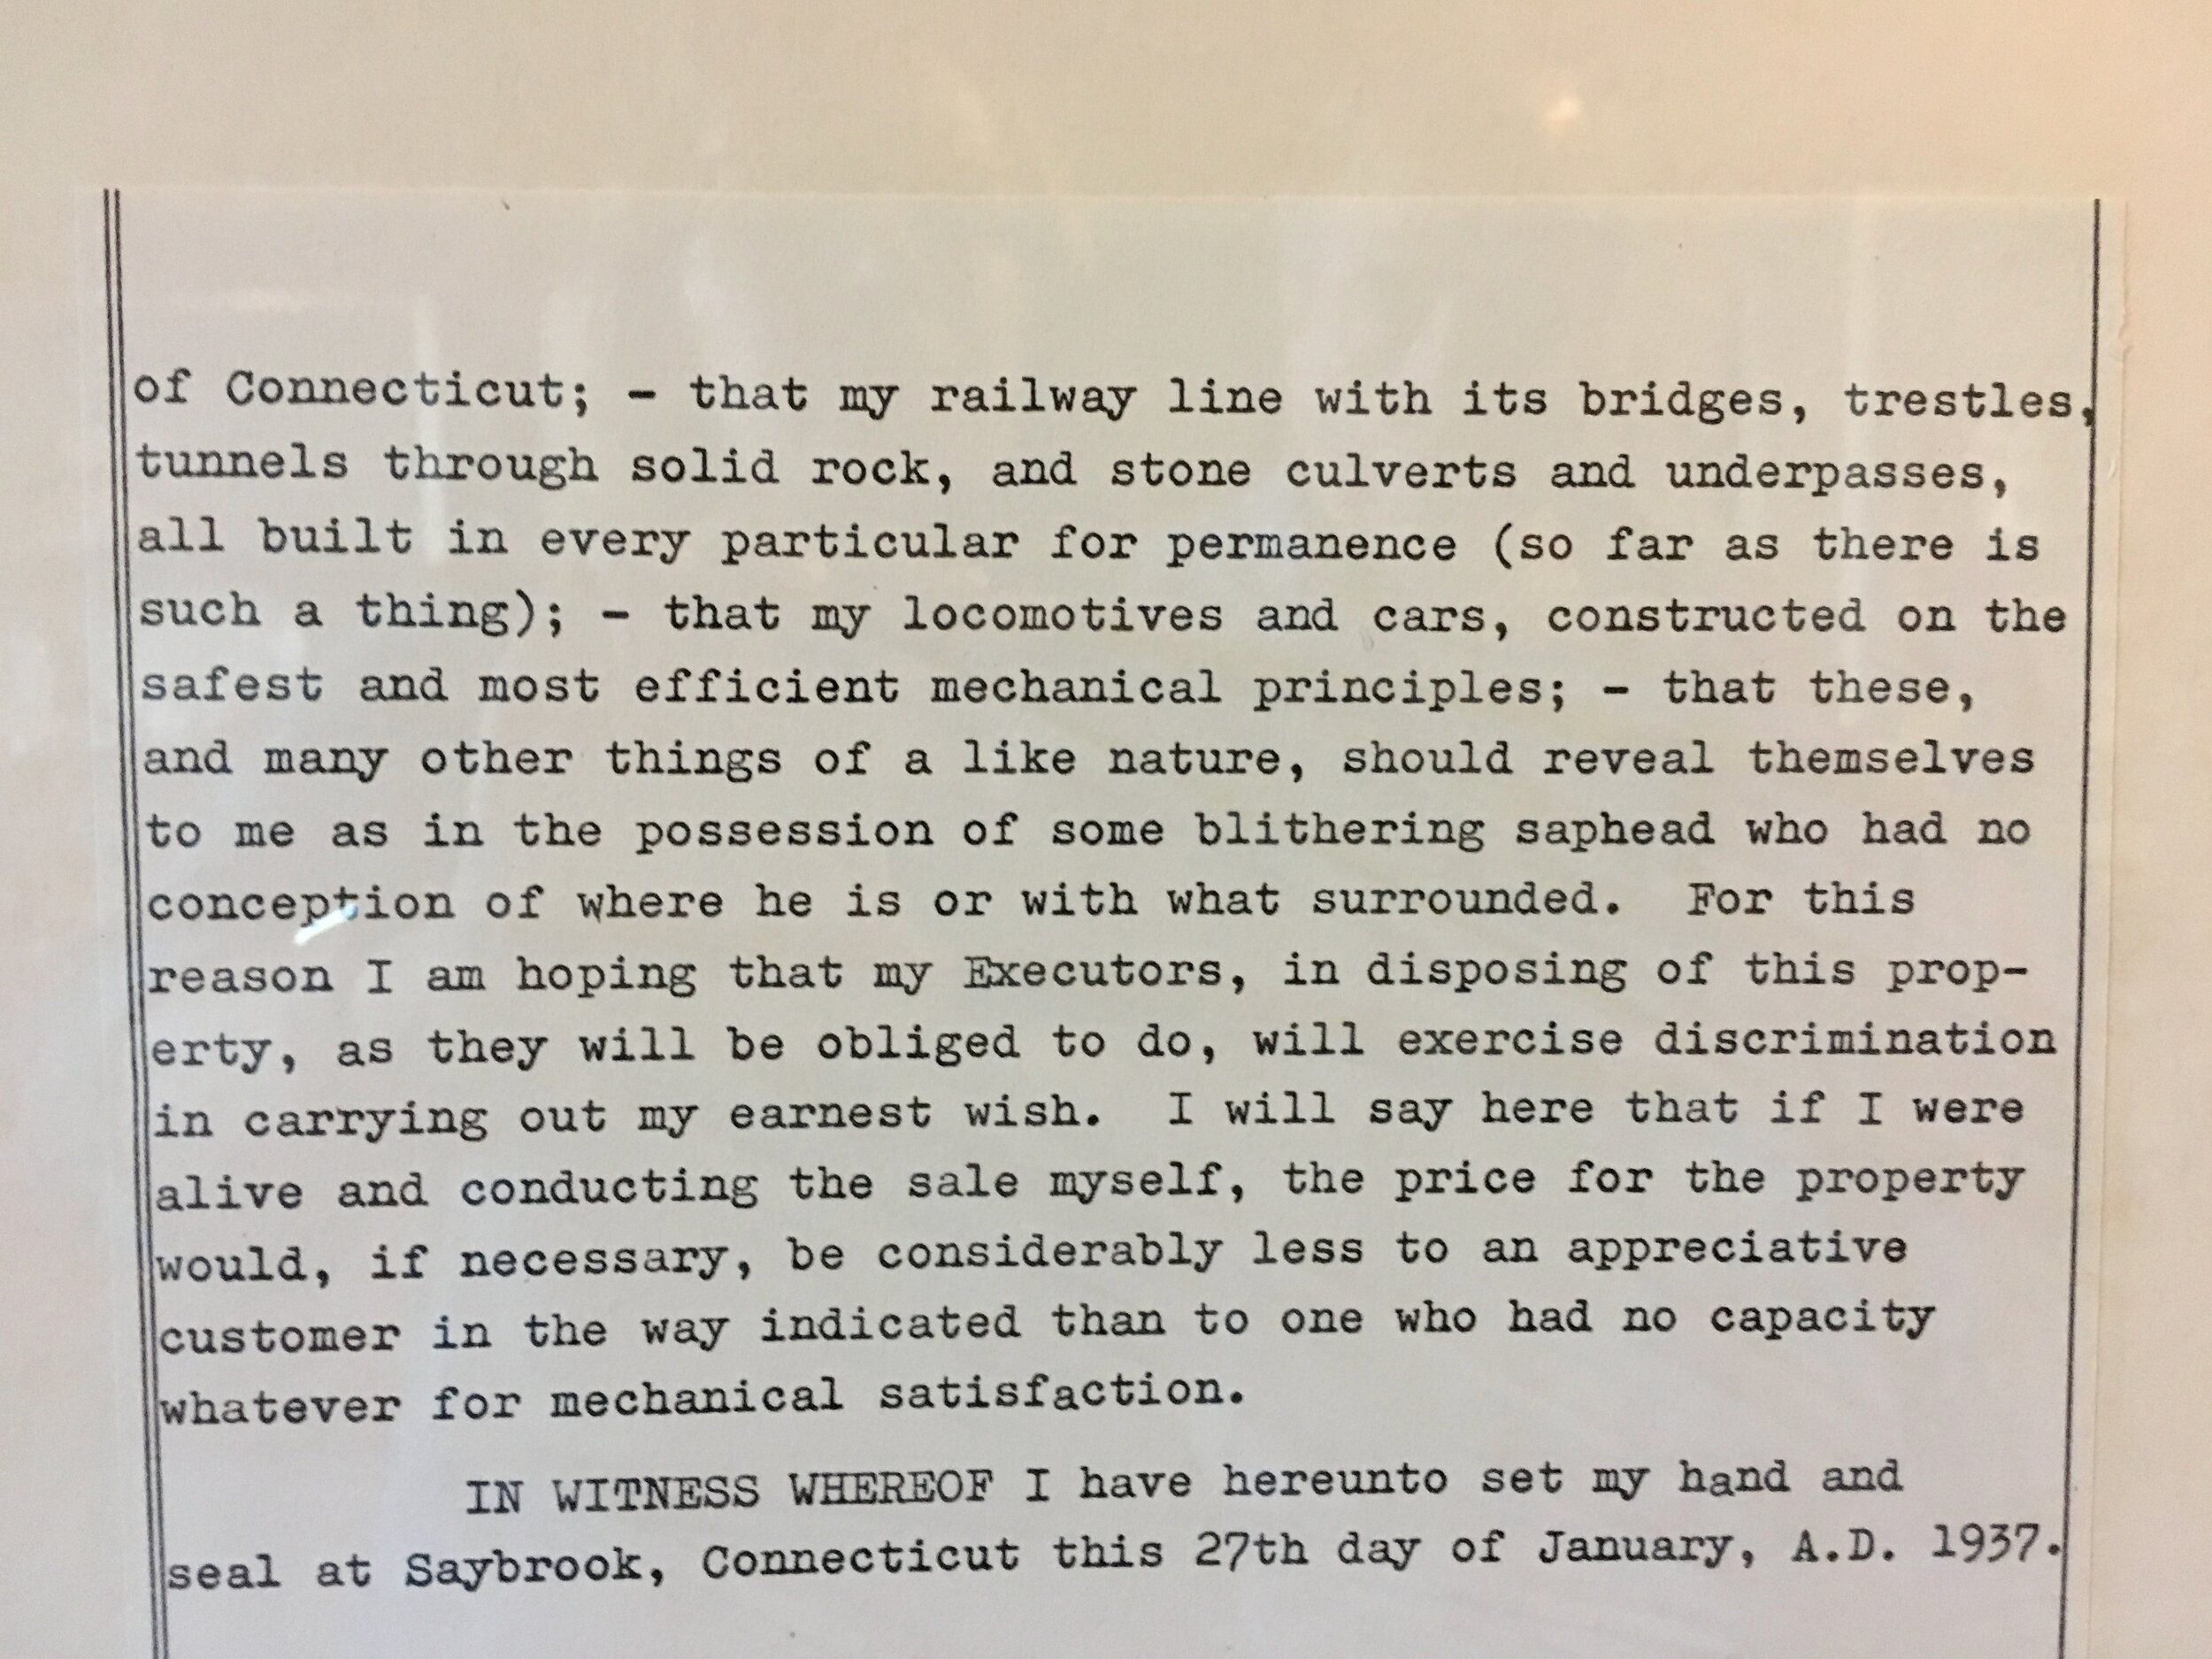 of Connecticut; - that my railway line with its bridges, trestles,
tunnels through solid rock, and stone culverts and underpasses,
all built in every particular for permanence (so far as there is
such a thing); - that my locomotives and cars, constructed on the
safest and most efficient mechanical principles; - that these,
and many other things of a like nature, should reveal themselves
to me as in the possession of some blithering saphead who had no
conception of where he is or with what surrounded.  For this
reason I am hoping that my Executors, in disposing of this prop-
erty, as they will be obliged to do, will exercise discrimination
in carrying out my earnest wish.  I will say here that if I were
alive and conducting the sale myself, the price for the property
would, if necessary, be considerably less to an appreciative
customer in the way indicated than to one who had no capacity
whatever for mechanical satisfaction.
IN WITNESS WHEREOF I have hereunto set my hand and
seal at Saybrook, Connecticut this 27th day of January, A.D. 1937.